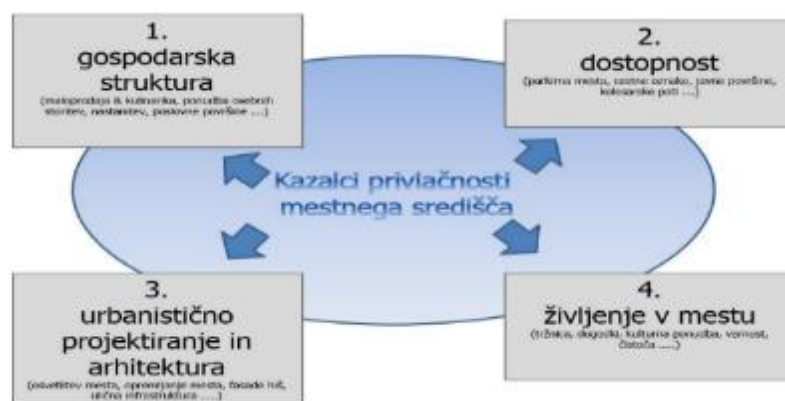 1.
gospodarska
struktura
(maloprodaja & kulinarika, ponudba osebnih
storitev, nastanitev, poslovne površine ....)
2.
dostopnost
(parkirna mesta, cestne oznake, javne površine,
kolesarske poti ....)
Kazalci privlačnosti
mestnega središča
3.
urbanistično
projektiranje in
arhitektura
(osvetlitev mesta, opremljanje mesta, fasade hiš,
ulična infrastruktura ....)
4.
življenje v mestu
(tržnica, dogodki, kulturna ponudba, varnost,
čistoča .....)